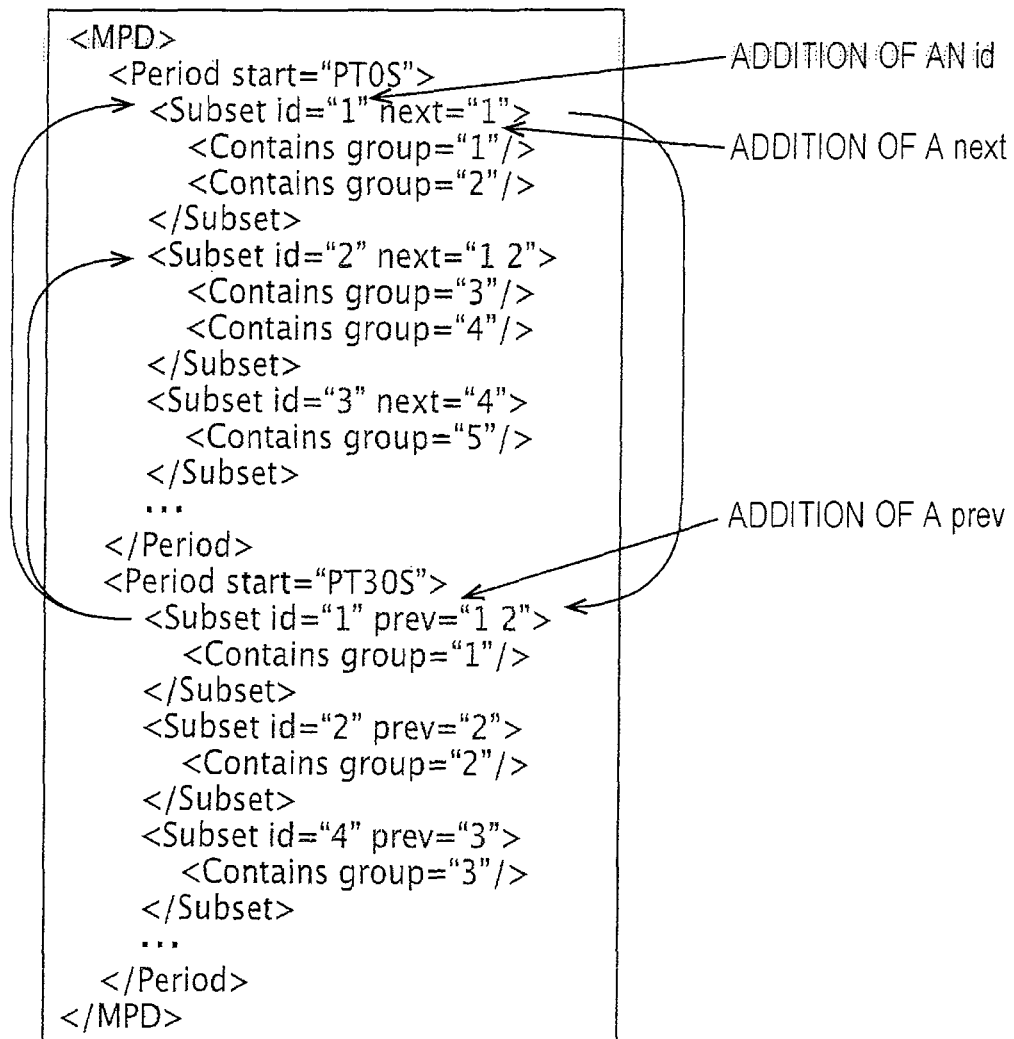 <MPD>
<Period start="PT0S">
<Subset id="1" next="1">
<Contains group="1"/>
<Contains group="2"/>
</Subset>
<Subset id="2" next="1 2">
<Contains group="3"/>
<Contains group="4"/>
</Subset>
<Subset id="3" next="4">
<Contains group="5"/>
</Subset>
...
</Period>
<Period start="PT30S">
<Subset id="1" prev="1 2">
<Contains group="1"/>
</Subset>
<Subset id="2" prev="2">
<Contains group="2"/>
</Subset>
<Subset id="4" prev="3">
<Contains group="3"/>
</Subset>
...
</Period>
</MPD>
ADDITION OF AN id
ADDITION OF A next
ADDITION OF A prev